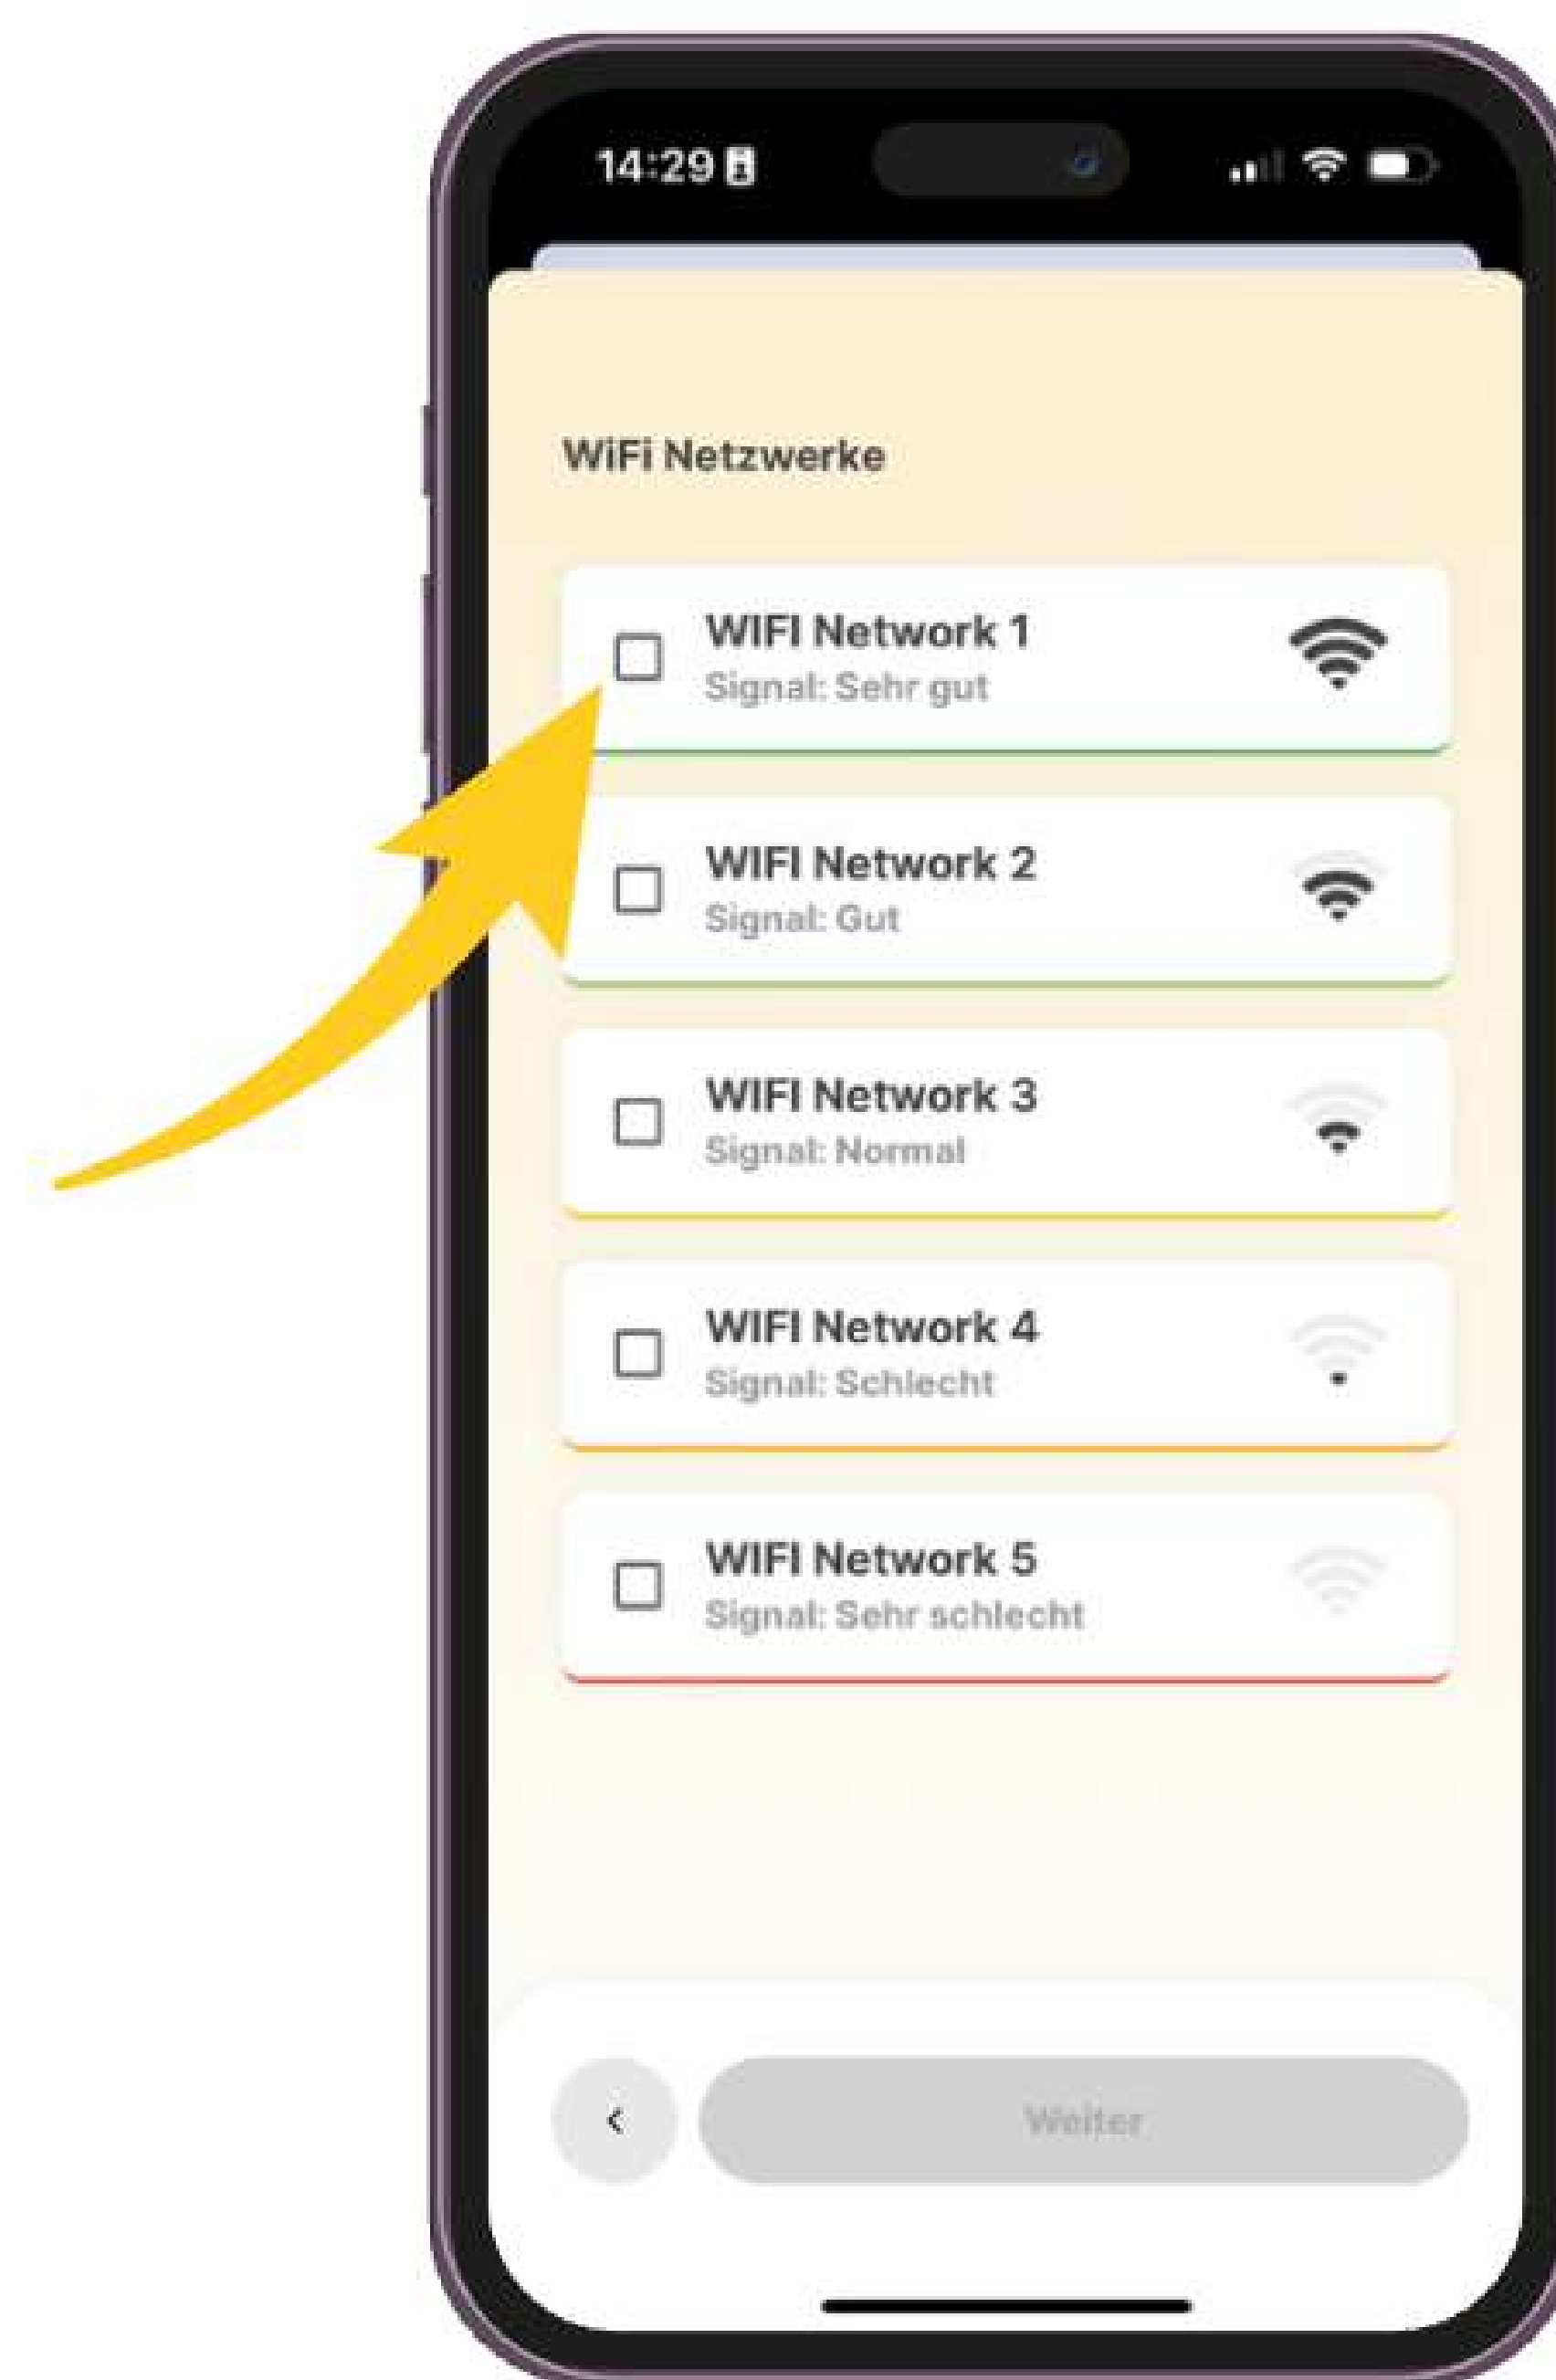 14:29
WiFi Netzwerke
WIFI Network 1
Signal: Sehr gut
WIFI Network 2
Signal: Gut
WIFI Network 3
Signal: Normal
WIFI Network 4
Signal: Schlecht
WIFI Network 5
Signal: Sehr schlecht
Weiter